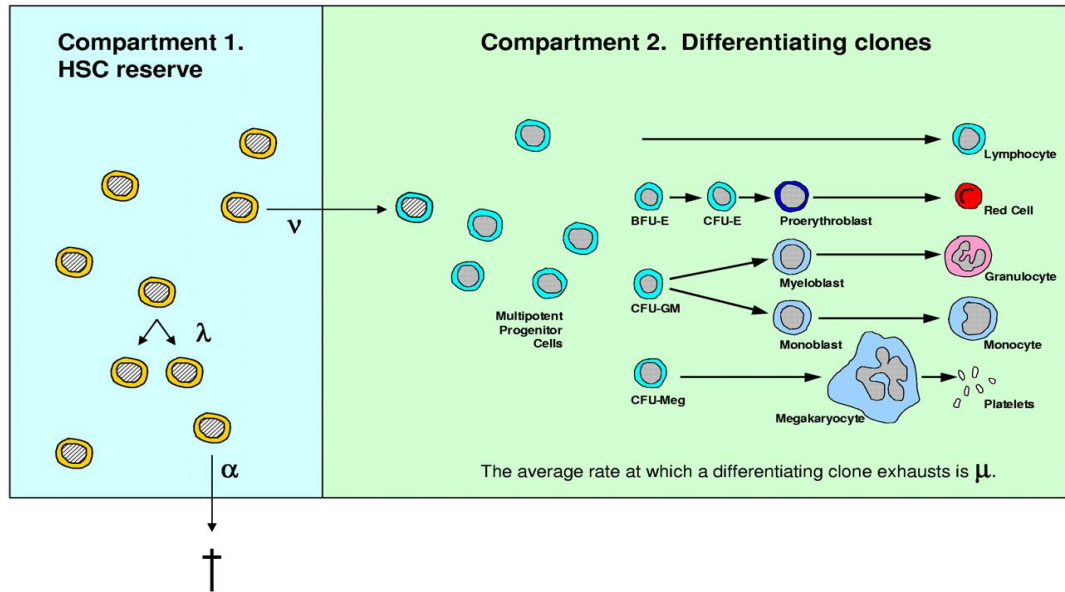 Compartment 1.
HSC reserve
ν
λ
α
Compartment 2. Differentiating clones
Multipotent
Progenitor
Cells
Lymphocyte
BFU-E
CFU-E
Proerythroblast
Red Cell
CFU-GM
Myeloblast
Granulocyte
Monoblast
Monocyte
CFU-Meg
Megakaryocyte
Platelets
The average rate at which a differentiating clone exhausts is μ.